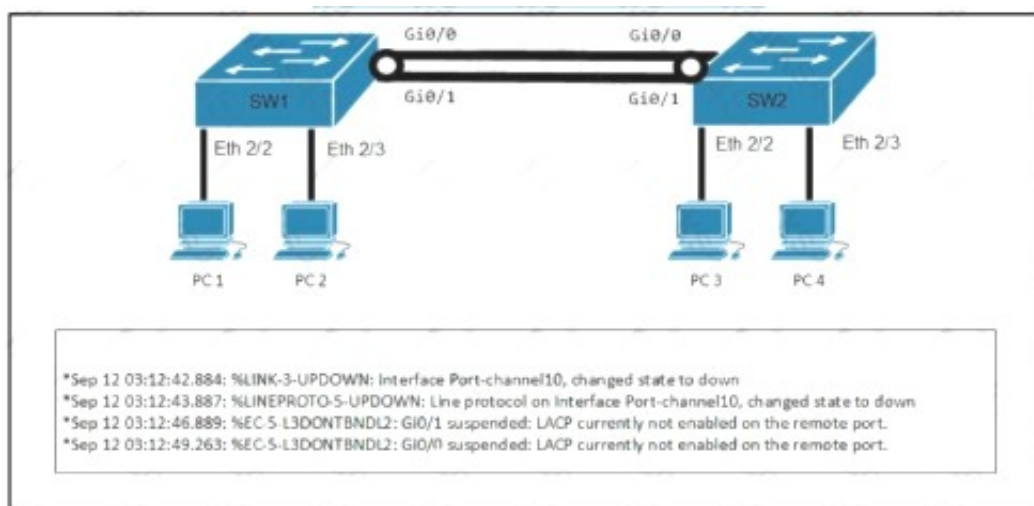 Gi0/0 Gi0/0
SW1 Gi0/1 Gi0/1 SW2
Eth 2/2 Eth 2/3 Eth 2/2 Eth 2/3
PC 1 PC 2 PC 3 PC 4
*Sep 12 03:12:42.884: %LINK-3-UPDOWN: Interface Port-channel10, changed state to down
*Sep 12 03:12:43.887: %LINEPROTO-5-UPDOWN: Line protocol on Interface Port-channel10, changed state to down
*Sep 12 03:12:46.889: %EC-5-L3DONTBNDL2: Gi0/1 suspended: LACP currently not enabled on the remote port.
*Sep 12 03:12:49.263: %EC-5-L3DONTBNDL2: Gi0/0 suspended: LACP currently not enabled on the remote port.